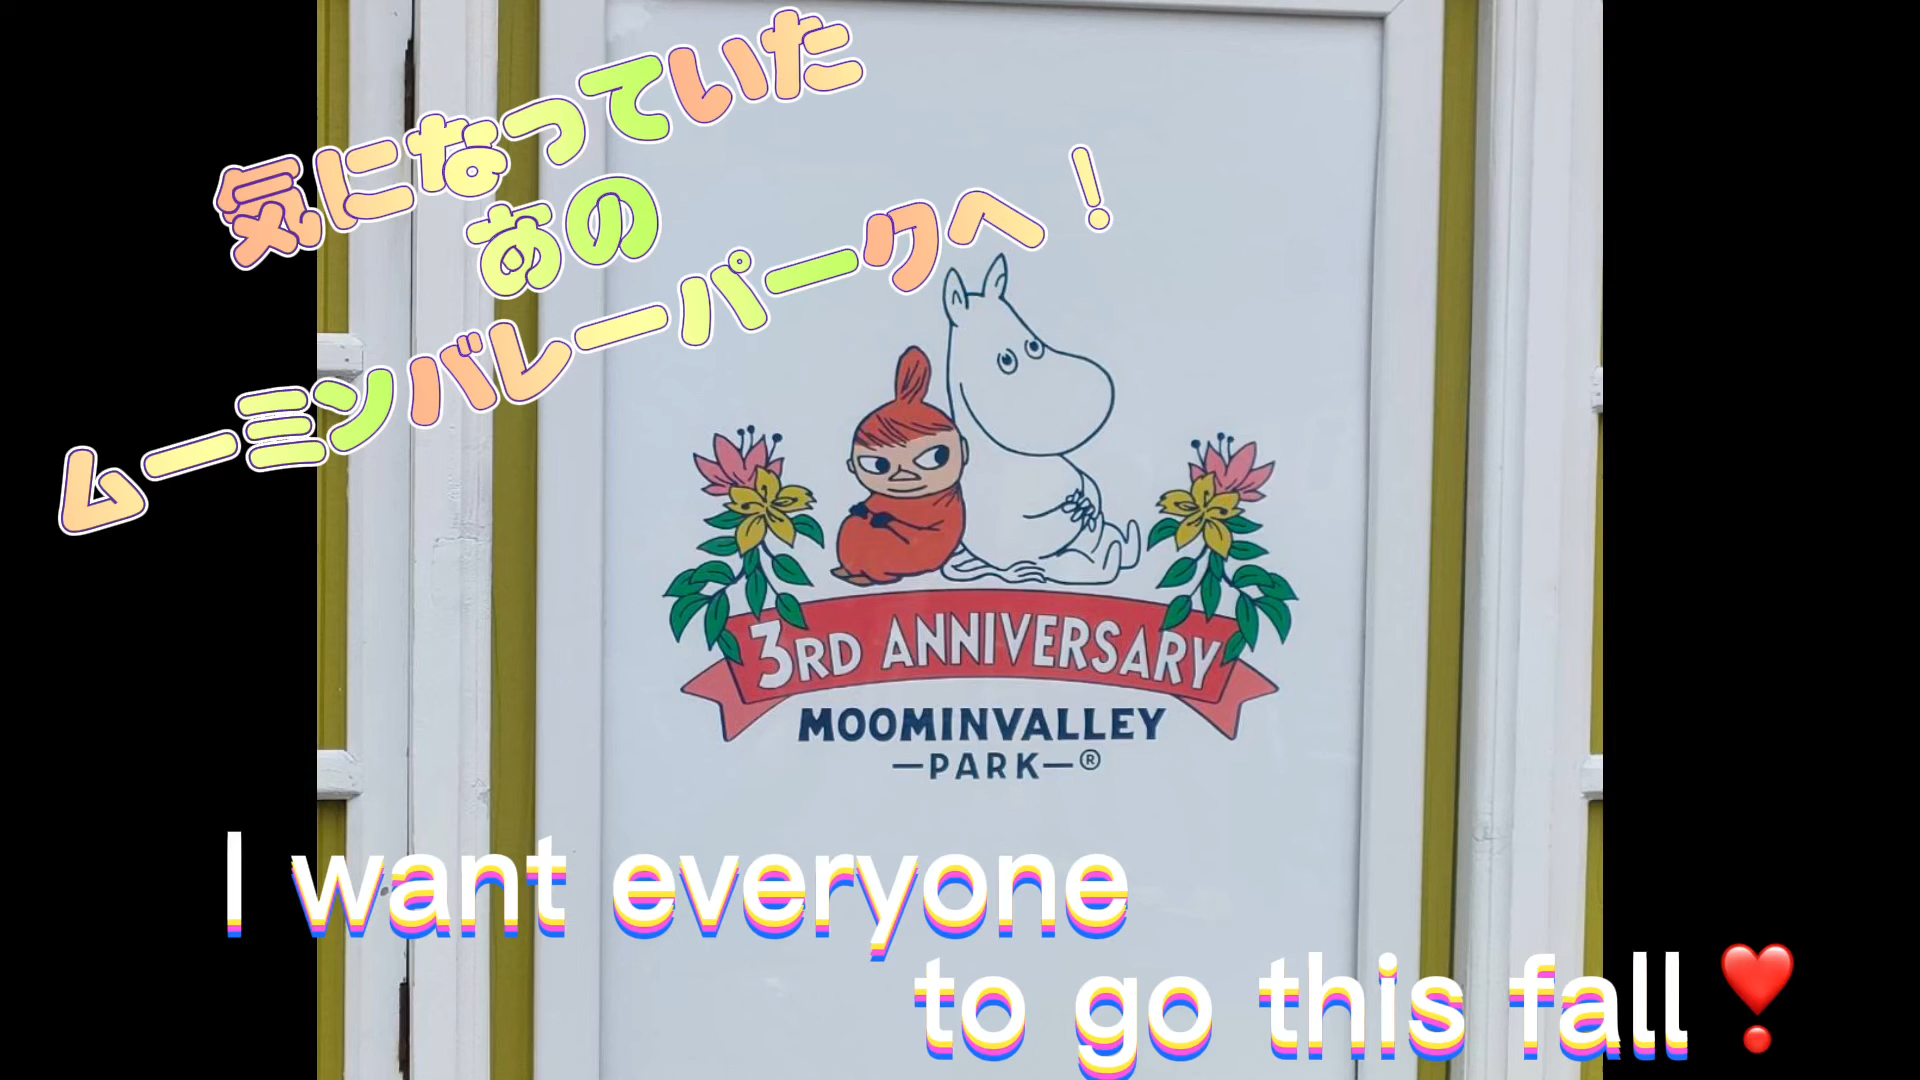 気になっていた
あの
ムーミンバレーパークへ！
3RD ANNIVERSARY
MOOMINVALLEY
—PARK—®
I want everyone
to go this fall❣